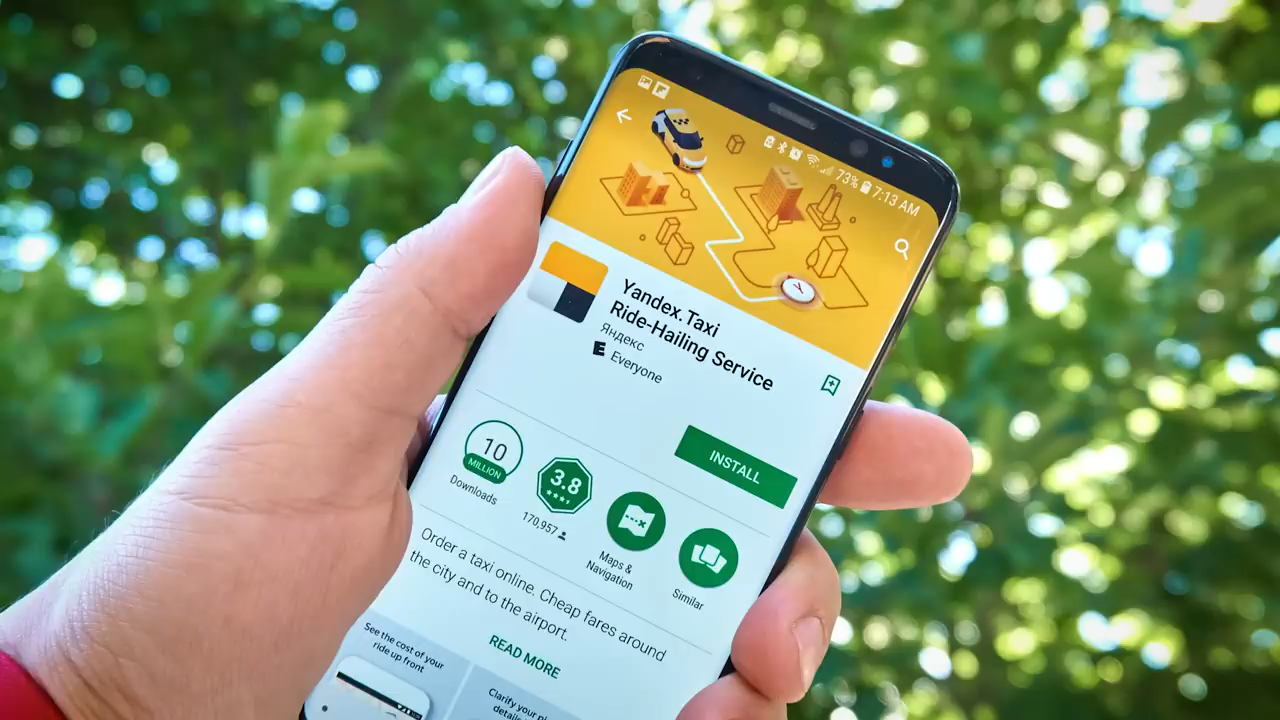 73% 7:13 AM
Yandex.Taxi
Ride-Hailing Service
Яндекс
E Everyone
INSTALL
10
MILLION
Downloads
3.8
170,957
Maps &
Navigation
Similar
Order a taxi online. Cheap fares around
the city and to the airport.
READ MORE
See the cost of your
ride up front
Clarify your